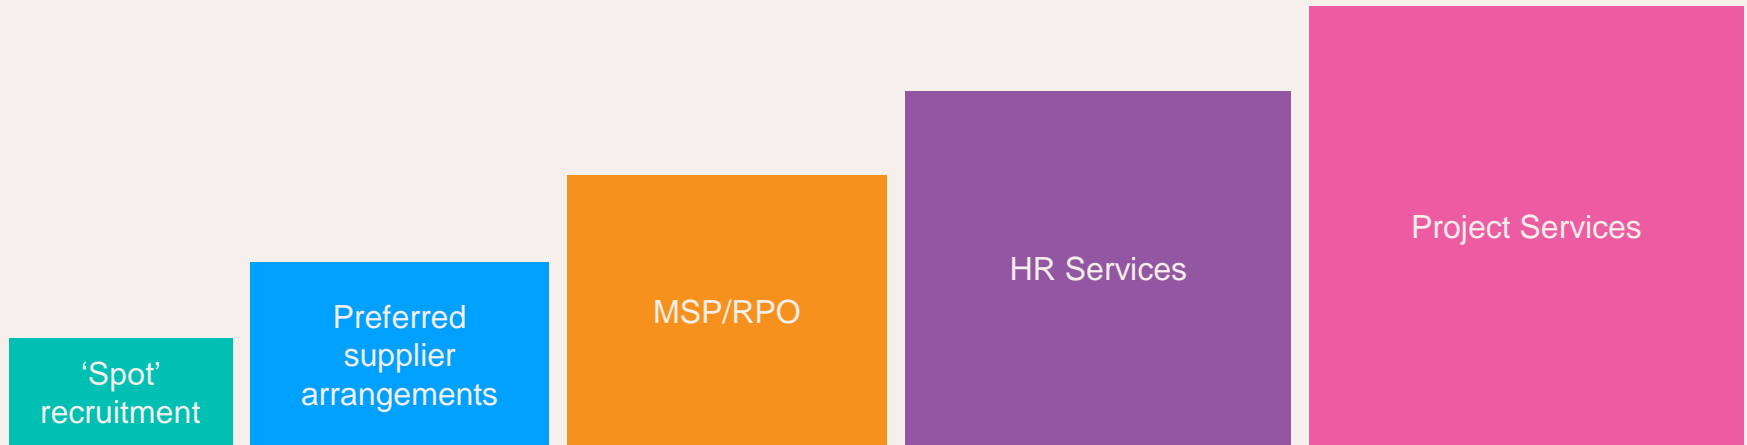 ‘Spot’
recruitment
Preferred
supplier
arrangements
MSP/RPO
HR Services
Project Services